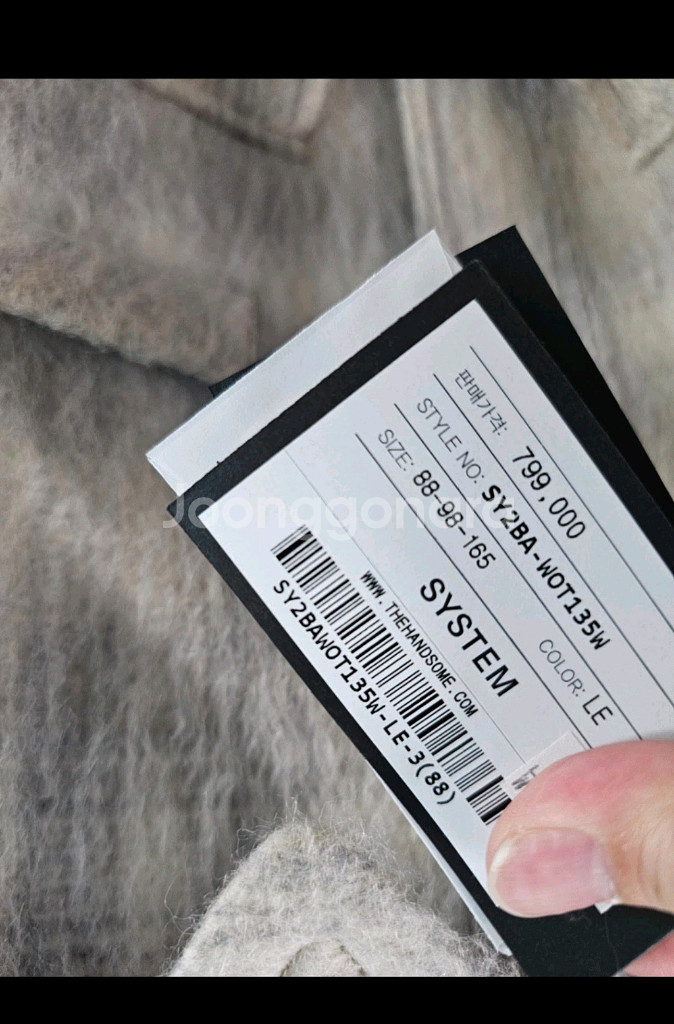 판매가격: 799,000
STYLE NO: SY2BA-WOT135W
COLOR: LE
SIZE: 88-98-165
SYSTEM
WWW.THEHANDSOME.COM
SY2BAWOT135W-LE-3(88)
Joonggonara